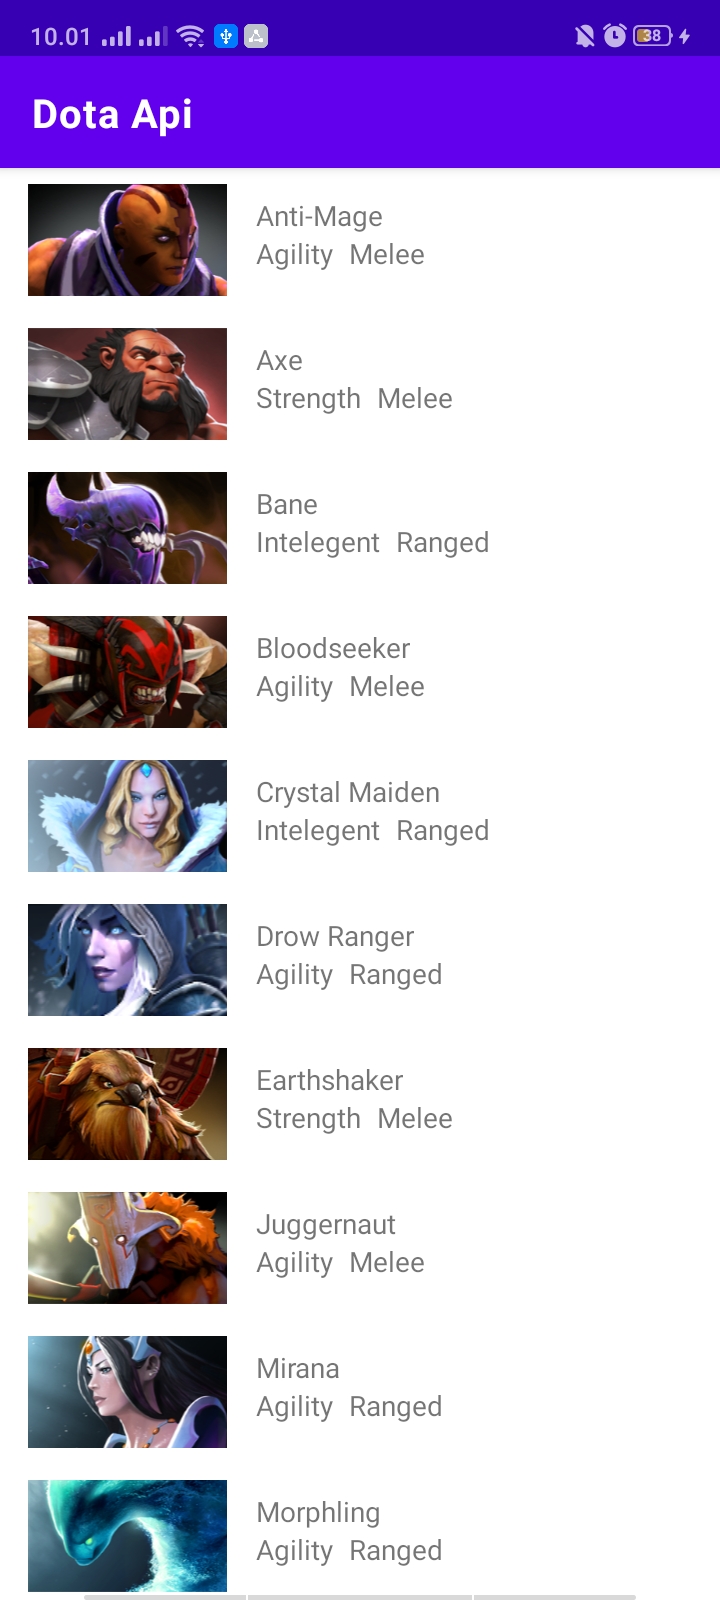 10.01
38
Dota Api
Anti-Mage
Agility Melee
Axe
Strength Melee
Bane
Intelegent Ranged
Bloodseeker
Agility Melee
Crystal Maiden
Intelegent Ranged
Drow Ranger
Agility Ranged
Earthshaker
Strength Melee
Juggernaut
Agility Melee
Mirana
Agility Ranged
Morphling
Agility Ranged